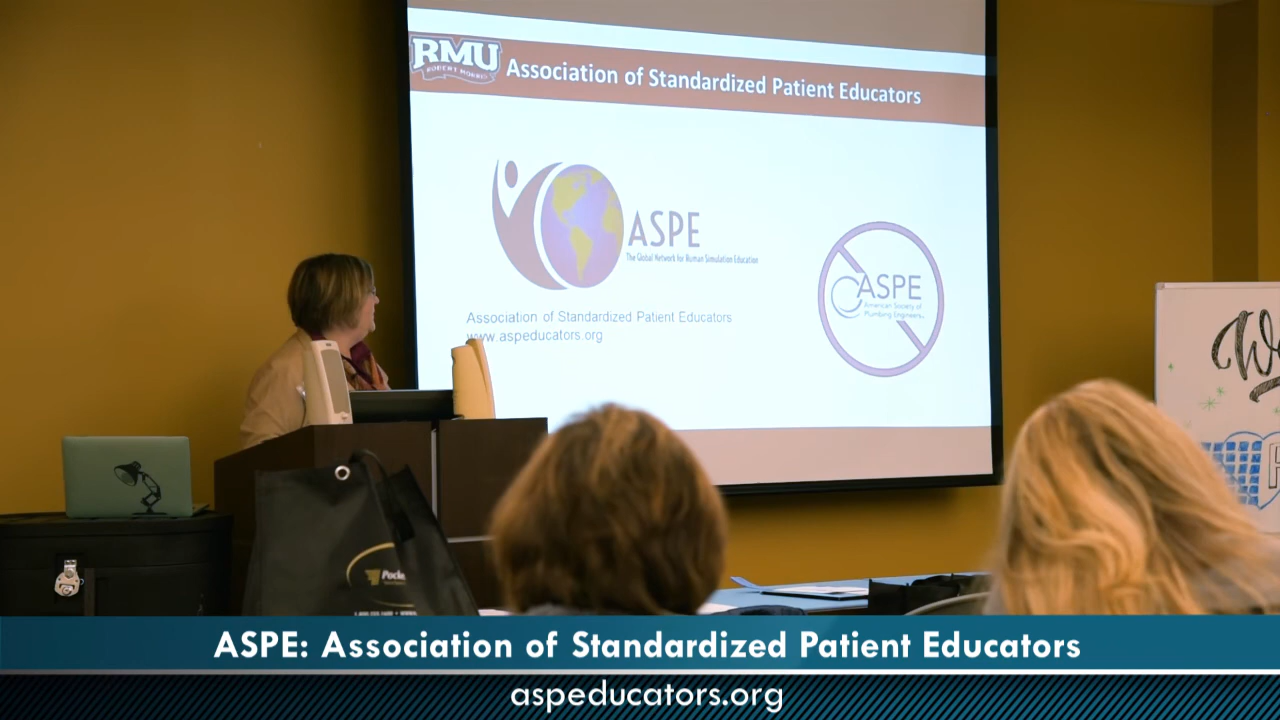 RMU
ROBERT MORRIS
Association of Standardized Patient Educators
ASPE
The Global Network for Human Simulation Education
ASPE
American Society of
Plumbing Engineers
Association of Standardized Patient Educators
www.aspeducators.org
ASPE: Association of Standardized Patient Educators
aspeducators.org